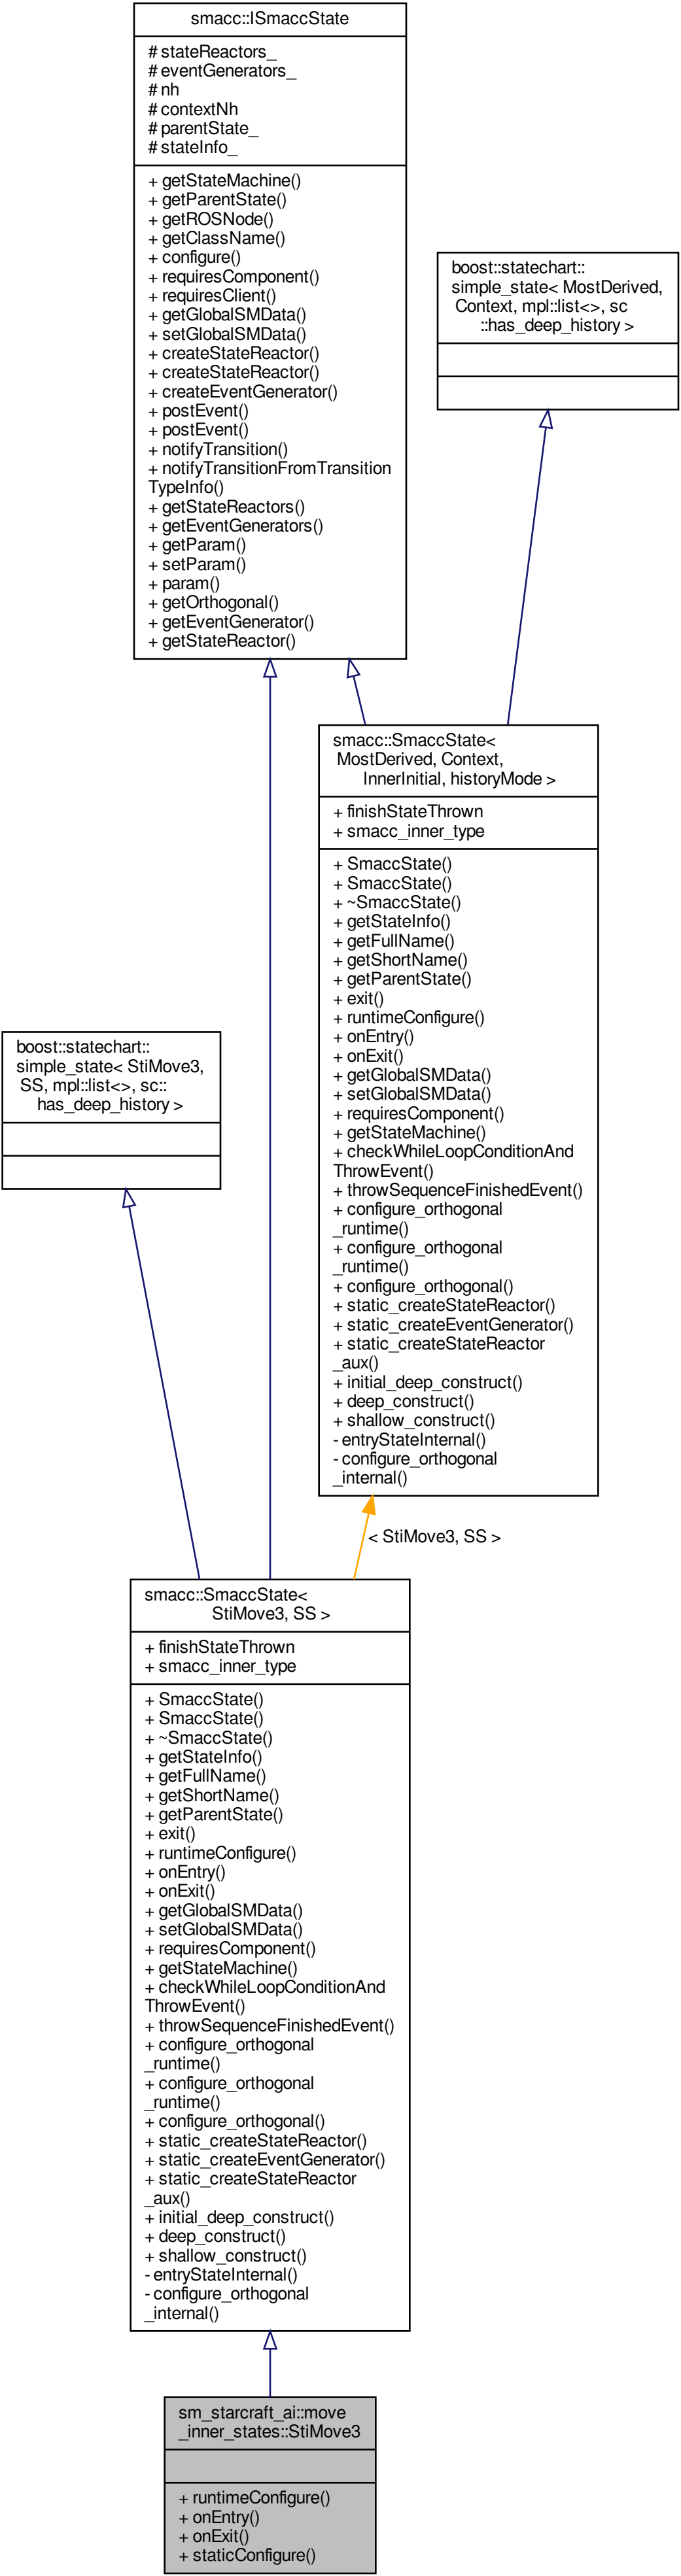 smacc::ISmaccState
# stateReactors_
# eventGenerators_
# nh
# contextNh
# parentState_
# stateInfo_
+ getStateMachine()
+ getParentState()
+ getROSNode()
+ getClassName()
+ configure()
+ requiresComponent()
+ requiresClient()
+ getGlobalSMData()
+ setGlobalSMData()
+ createStateReactor()
+ createStateReactor()
+ createEventGenerator()
+ postEvent()
+ postEvent()
+ notifyTransition()
+ notifyTransitionFromTransition
TypeInfo()
+ getStateReactors()
+ getEventGenerators()
+ getParam()
+ setParam()
+ param()
+ getOrthogonal()
+ getEventGenerator()
+ getStateReactor()
boost::statechart::
simple_state< MostDerived,
Context, mpl::list<>, sc
::has_deep_history >
smacc::SmaccState<
MostDerived, Context,
InnerInitial, historyMode >
+ finishStateThrown
+ smacc_inner_type
+ SmaccState()
+ SmaccState()
+ ~SmaccState()
+ getStateInfo()
+ getFullName()
+ getShortName()
+ getParentState()
+ exit()
+ runtimeConfigure()
+ onEntry()
+ onExit()
+ getGlobalSMData()
+ setGlobalSMData()
+ requiresComponent()
+ getStateMachine()
+ checkWhileLoopConditionAnd
ThrowEvent()
+ throwSequenceFinishedEvent()
+ configure_orthogonal
_runtime()
+ configure_orthogonal
_runtime()
+ configure_orthogonal()
+ static_createStateReactor()
+ static_createEventGenerator()
+ static_createStateReactor
_aux()
+ initial_deep_construct()
+ deep_construct()
+ shallow_construct()
- entryStateInternal()
- configure_orthogonal
_internal()
boost::statechart::
simple_state< StiMove3,
SS, mpl::list<>, sc::
has_deep_history >
< StiMove3, SS >
smacc::SmaccState<
StiMove3, SS >
+ finishStateThrown
+ smacc_inner_type
+ SmaccState()
+ SmaccState()
+ ~SmaccState()
+ getStateInfo()
+ getFullName()
+ getShortName()
+ getParentState()
+ exit()
+ runtimeConfigure()
+ onEntry()
+ onExit()
+ getGlobalSMData()
+ setGlobalSMData()
+ requiresComponent()
+ getStateMachine()
+ checkWhileLoopConditionAnd
ThrowEvent()
+ throwSequenceFinishedEvent()
+ configure_orthogonal
_runtime()
+ configure_orthogonal
_runtime()
+ configure_orthogonal()
+ static_createStateReactor()
+ static_createEventGenerator()
+ static_createStateReactor
_aux()
+ initial_deep_construct()
+ deep_construct()
+ shallow_construct()
- entryStateInternal()
- configure_orthogonal
_internal()
sm_starcraft_ai::move
_inner_states::StiMove3
+ runtimeConfigure()
+ onEntry()
+ onExit()
+ staticConfigure()